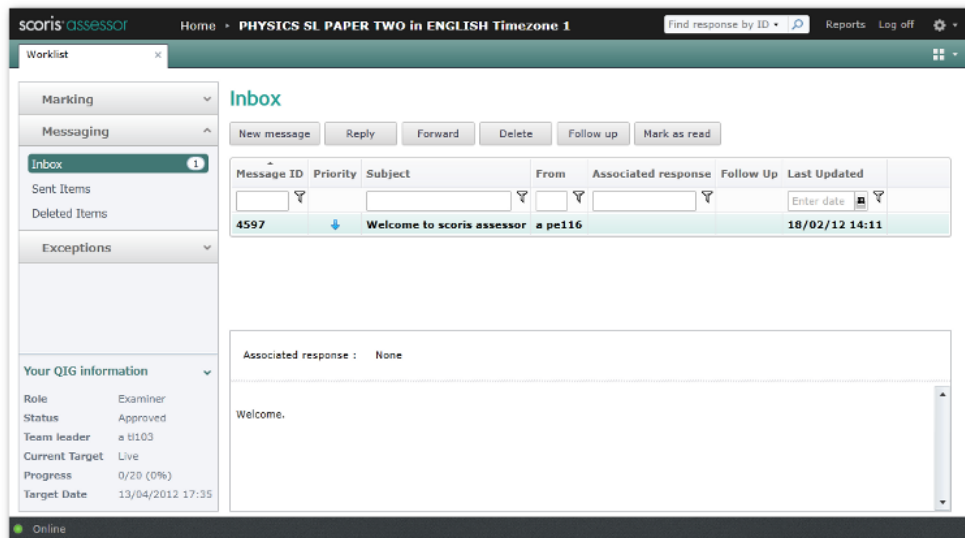 scoris assessor Home PHYSICS SL PAPER TWO in ENGLISH Timezone 1 Find response by ID Reports Log off
Worklist ×
Marking
Messaging
Inbox 1
Sent Items
Deleted Items
Exceptions
Your QIG information
Role Examiner
Status Approved
Team leader a tl103
Current Target Live
Progress 0/20 (0%)
Target Date 13/04/2012 17:35
Inbox
New message Reply Forward Delete Follow up Mark as read
Message ID Priority Subject From Associated response Follow Up Last Updated
Enter date
4597 Welcome to scoris assessor a pe116 18/02/12 14:11
Associated response : None
Welcome.
Online